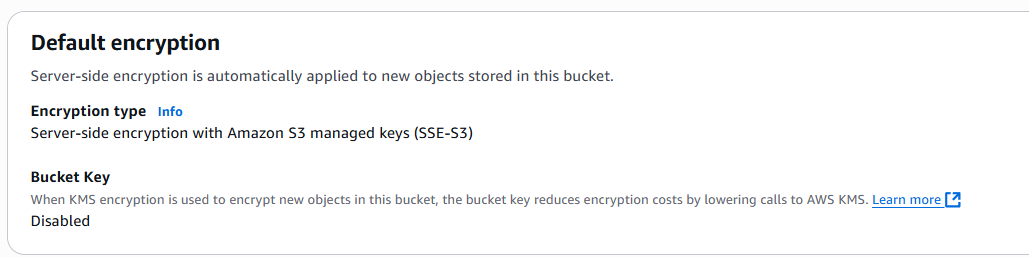 Default encryption
Server-side encryption is automatically applied to new objects stored in this bucket.
Encryption type Info
Server-side encryption with Amazon S3 managed keys (SSE-S3)
Bucket Key
When KMS encryption is used to encrypt new objects in this bucket, the bucket key reduces encryption costs by lowering calls to AWS KMS. Learn more
Disabled